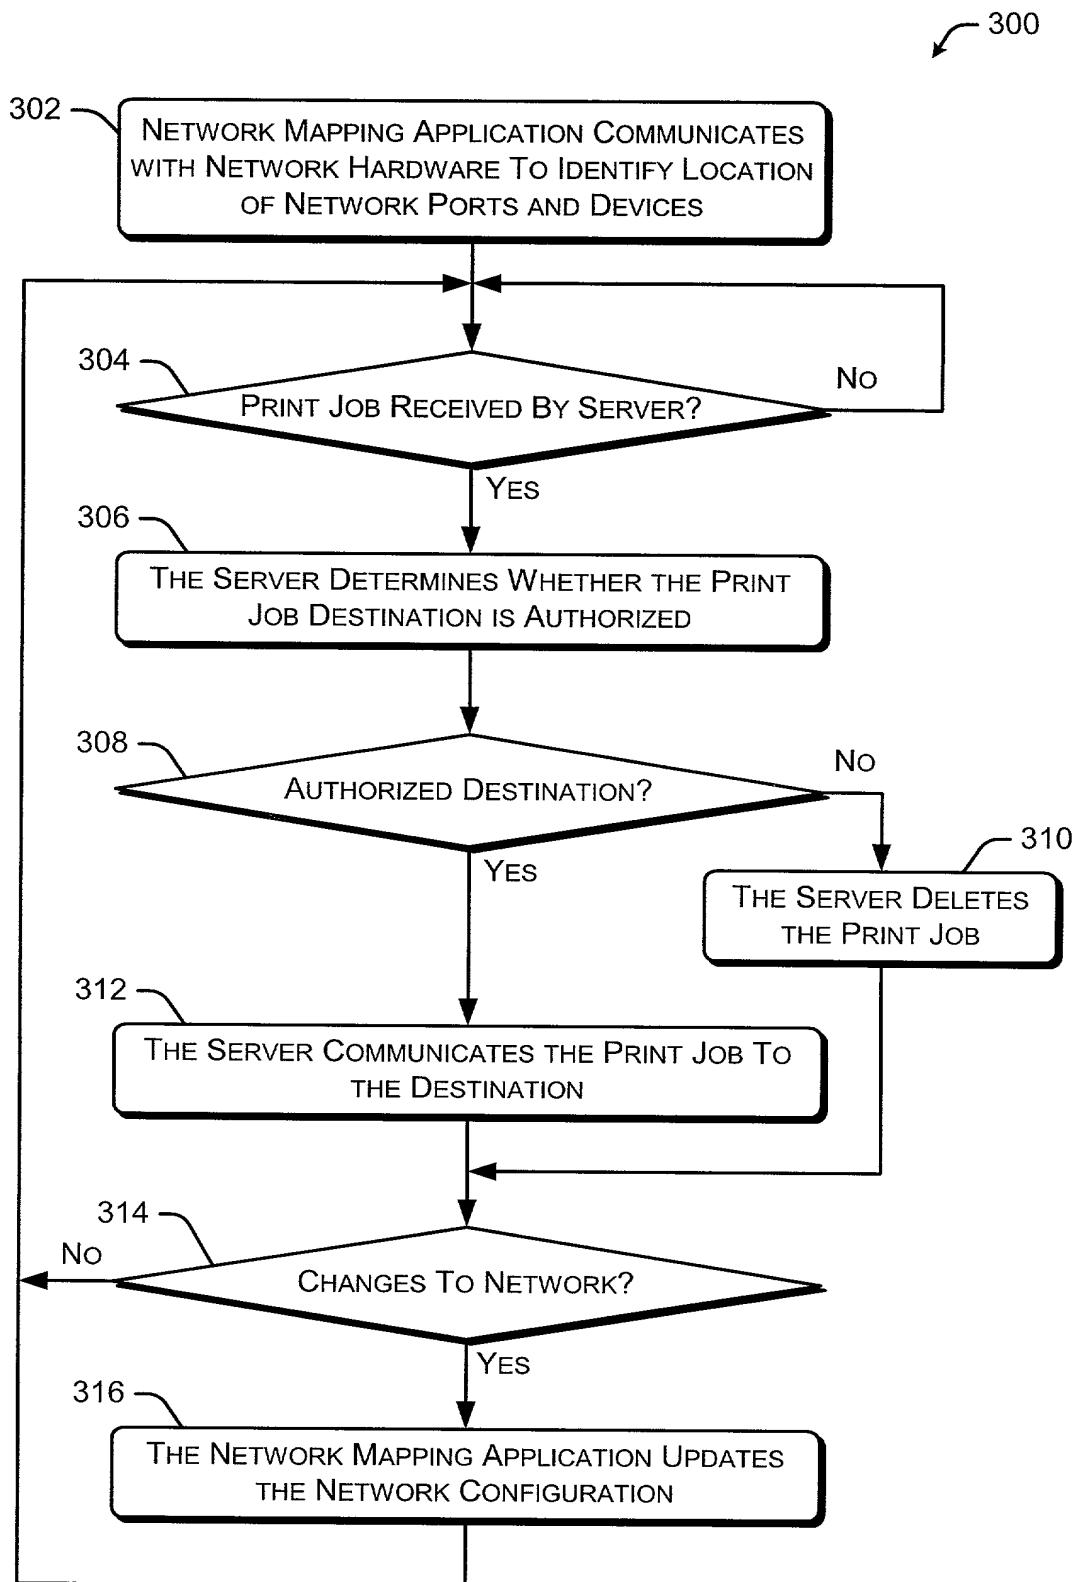 300
302
NETWORK MAPPING APPLICATION COMMUNICATES
WITH NETWORK HARDWARE TO IDENTIFY LOCATION
OF NETWORK PORTS AND DEVICES
304
PRINT JOB RECEIVED BY SERVER?
NO
YES
306
THE SERVER DETERMINES WHETHER THE PRINT
JOB DESTINATION IS AUTHORIZED
308
AUTHORIZED DESTINATION?
NO
YES
310
THE SERVER DELETES
THE PRINT JOB
312
THE SERVER COMMUNICATES THE PRINT JOB TO
THE DESTINATION
314
NO
CHANGES TO NETWORK?
YES
316
THE NETWORK MAPPING APPLICATION UPDATES
THE NETWORK CONFIGURATION